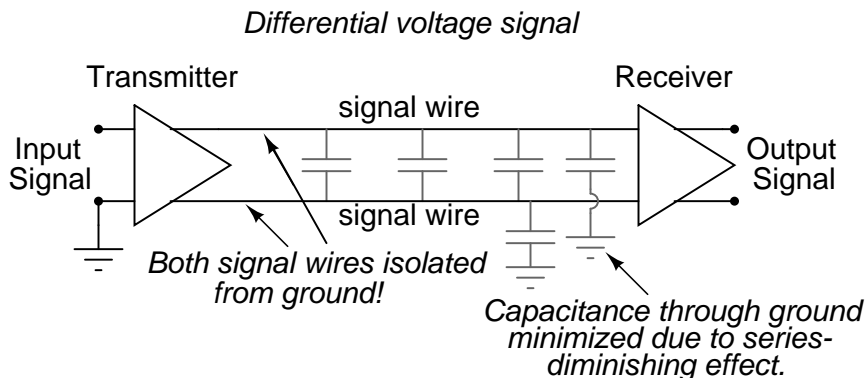 Differential voltage signal
Transmitter
Receiver
signal wire
Input
Signal
Output
Signal
signal wire
Both signal wires isolated
from ground!
Capacitance through ground
minimized due to series-
diminishing effect.